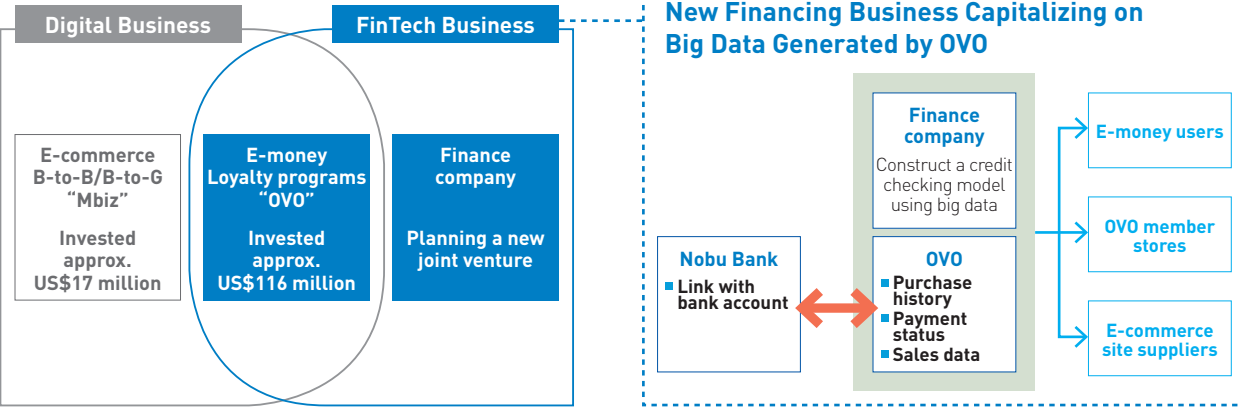 Digital Business
FinTech Business
E-commerce
B-to-B/B-to-G
“Mbiz”
Invested
approx.
US$17 million
E-money
Loyalty programs
“OVO”
Invested
approx.
US$116 million
Finance
company
Planning a new
joint venture
New Financing Business Capitalizing on
Big Data Generated by OVO
Nobu Bank
Link with
bank account
Finance
company
Construct a credit
checking model
using big data
OVO
Purchase
history
Payment
status
Sales data
E-money users
OVO member
stores
E-commerce
site suppliers